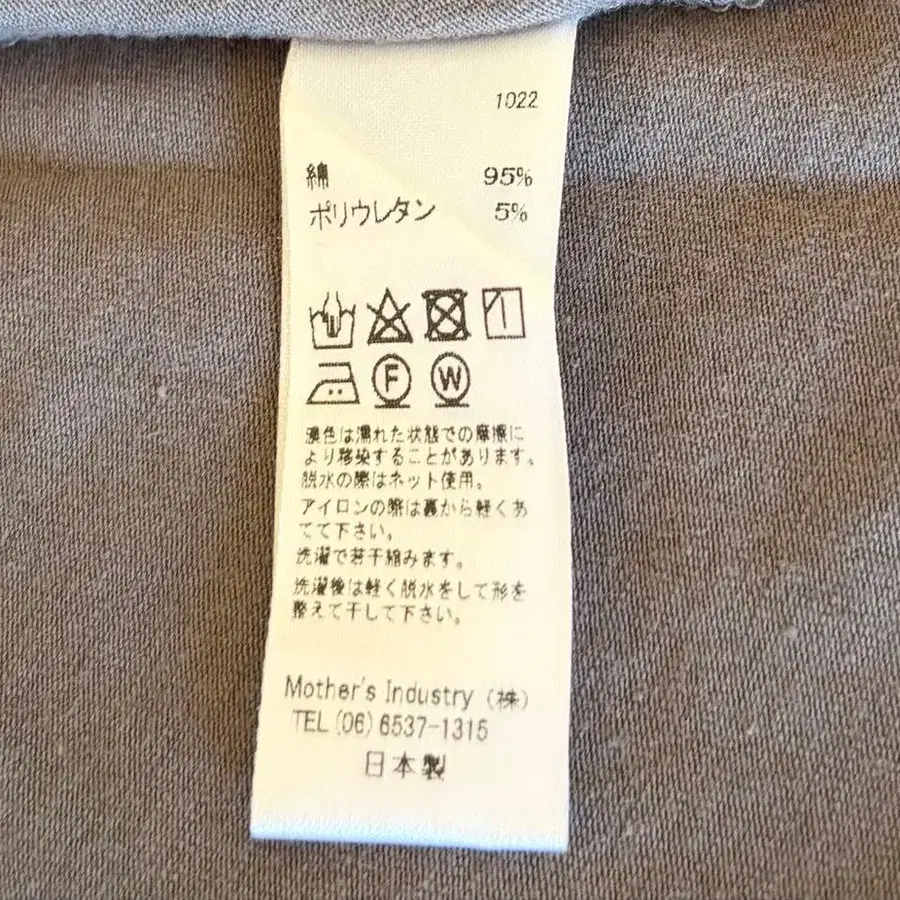 1022
綿 95%
ポリウレタン 5%
F W
濃色は濡れた状態での摩擦に
より移染することがあります。
脱水の際はネット使用。
アイロンの際は裏から軽くあ
てて下さい。
洗濯で若干縮みます。
洗濯後は軽く脱水をして形を
整えて干して下さい。
Mother's Industry (株)
TEL (06) 6537-1315
日本製